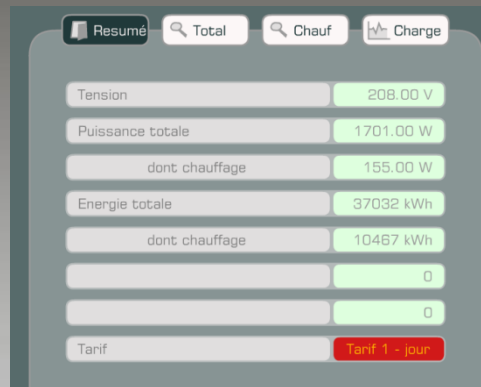 Resumé Total Chauf Charge
Tension 208.00 V
Puissance totale 1701.00 W
dont chauffage 155.00 W
Energie totale 37032 kWh
dont chauffage 10467 kWh
0
0
Tarif Tarif 1 - jour